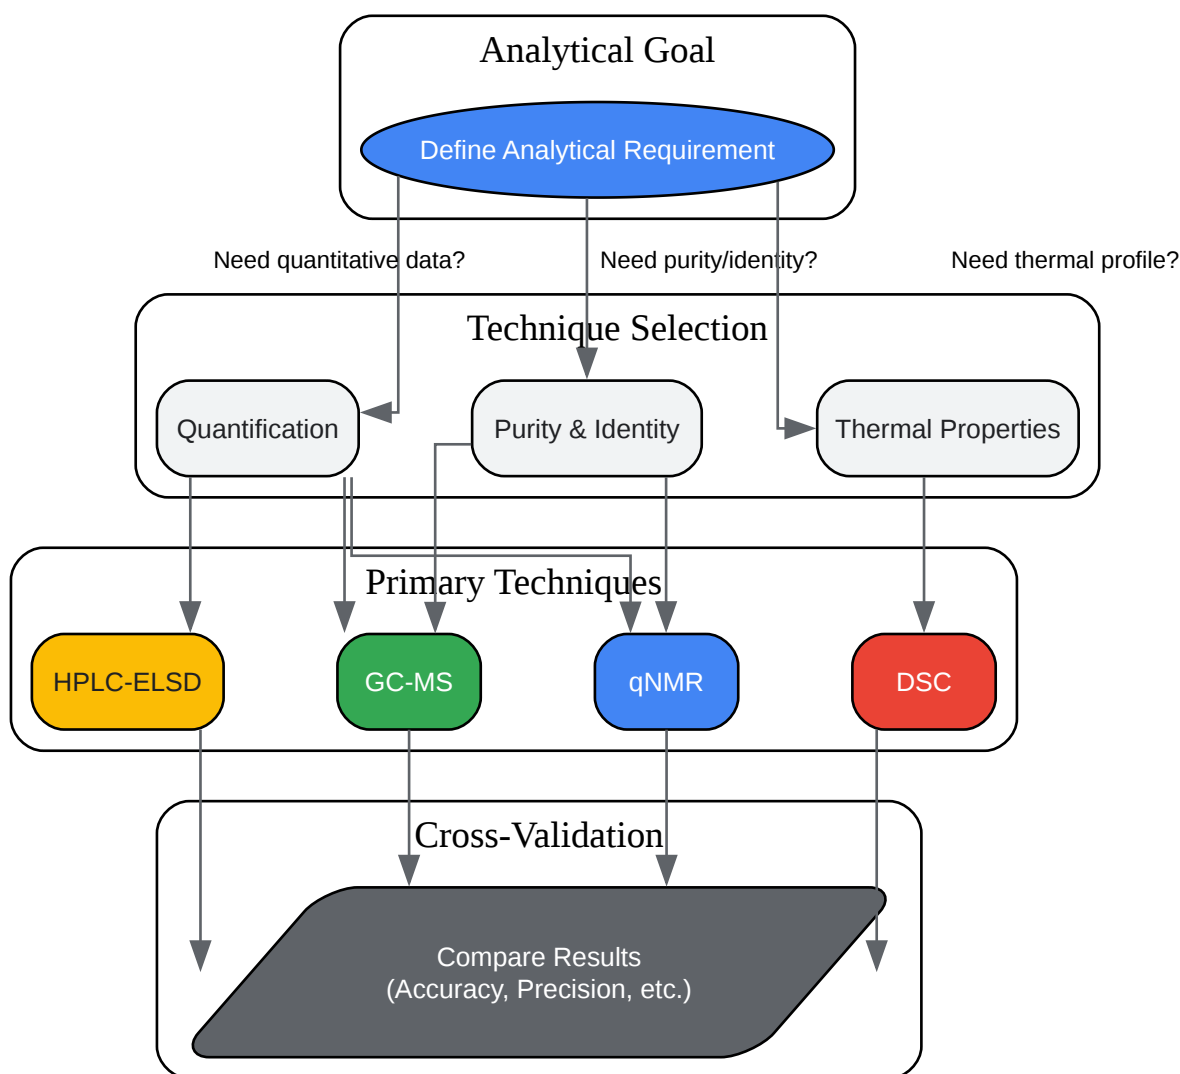 Analytical Goal
Define Analytical Requirement
Need quantitative data?
Need purity/identity?
Need thermal profile?
Technique Selection
Quantification
Purity & Identity
Thermal Properties
Primary Techniques
HPLC-ELSD
GC-MS
qNMR
DSC
Cross-Validation
Compare Results
(Accuracy, Precision, etc.)